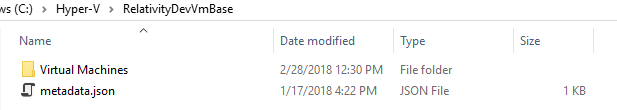 ws (C:) > Hyper-V > RelativityDevVmBase
Name Date modified Type Size
Virtual Machines 2/28/2018 12:30 PM File folder
metadata.json 1/17/2018 4:22 PM JSON File 1 KB